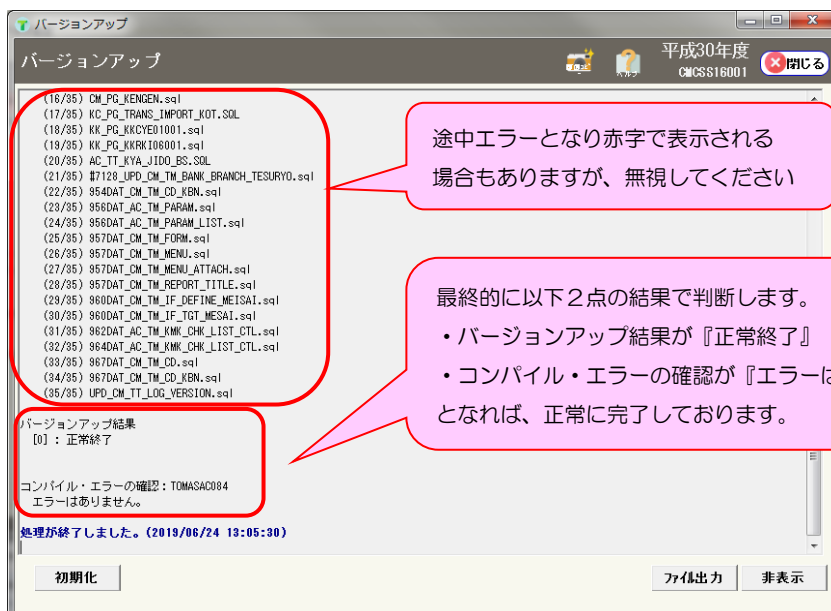 バージョンアップ
バージョンアップ
平成30年度
CMCSS16001
閉じる
(16/35) CM_PG_KENGEN.sql
(17/35) KC_PG_TRANS_IMPORT_KOT.SQL
(18/35) KK_PG_KKCYE01001.sql
(19/35) KK_PG_KKRKI06001.sql
(20/35) AC_TT_KYA_JIDO_BS.SQL
(21/35) #7128_UPD_CM_TM_BANK_BRANCH_TESURYO.sql
(22/35) 954DAT_CM_TM_CD_KBN.sql
(23/35) 956DAT_AC_TM_PARAM.sql
(24/35) 956DAT_AC_TM_PARAM_LIST.sql
(25/35) 957DAT_CM_TM_FORM.sql
(26/35) 957DAT_CM_TM_MENU.sql
(27/35) 957DAT_CM_TM_MENU_ATTACH.sql
(28/35) 957DAT_CM_TM_REPORT_TITLE.sql
(29/35) 960DAT_CM_TM_IF_DEFINE_MEISAI.sql
(30/35) 960DAT_CM_TM_IF_TGT_MESAI.sql
(31/35) 962DAT_AC_TM_KMK_CHK_LIST_CTL.sql
(32/35) 964DAT_AC_TM_KMK_CHK_LIST_CTL.sql
(33/35) 967DAT_CM_TM_CD.sql
(34/35) 967DAT_CM_TM_CD_KBN.sql
(35/35) UPD_CM_TT_LOG_VERSION.sql
途中エラーとなり赤字で表示される
場合もありますが、無視してください
最終的に以下２点の結果で判断します。
・バージョンアップ結果が『正常終了』
・コンパイル・エラーの確認が『エラーは
となれば、正常に完了しております。
バージョンアップ結果
[0] : 正常終了
コンパイル・エラーの確認：TOMASAC084
エラーはありません。
処理が終了しました。(2019/06/24 13:05:30)
初期化
ﾌｧｲﾙ出力
非表示